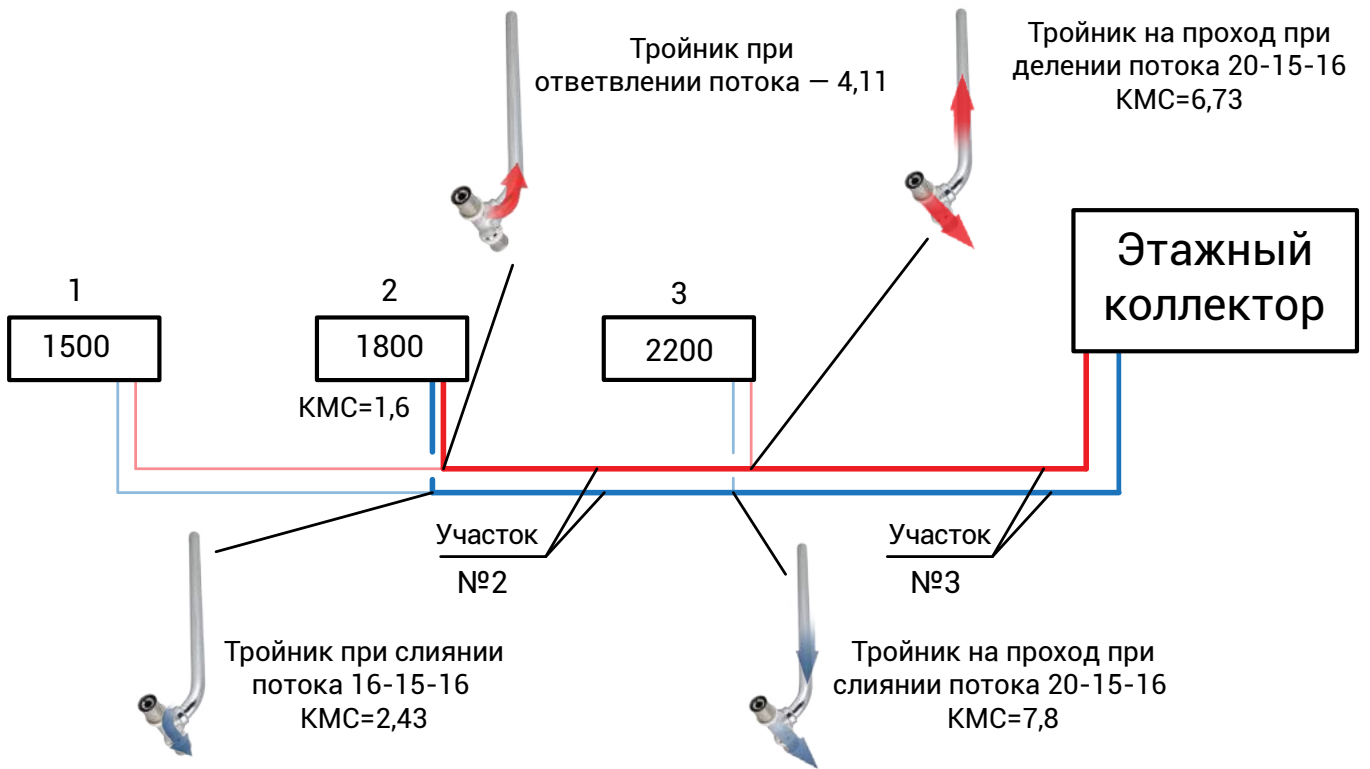 Тройник при
ответвлении потока — 4,11
Тройник на проход при
делении потока 20-15-16
КМС=6,73
Этажный
коллектор
1
1500
2
1800
3
2200
КМС=1,6
Участок
№2
Участок
№3
Тройник при слиянии
потока 16-15-16
КМС=2,43
Тройник на проход при
слиянии потока 20-15-16
КМС=7,8